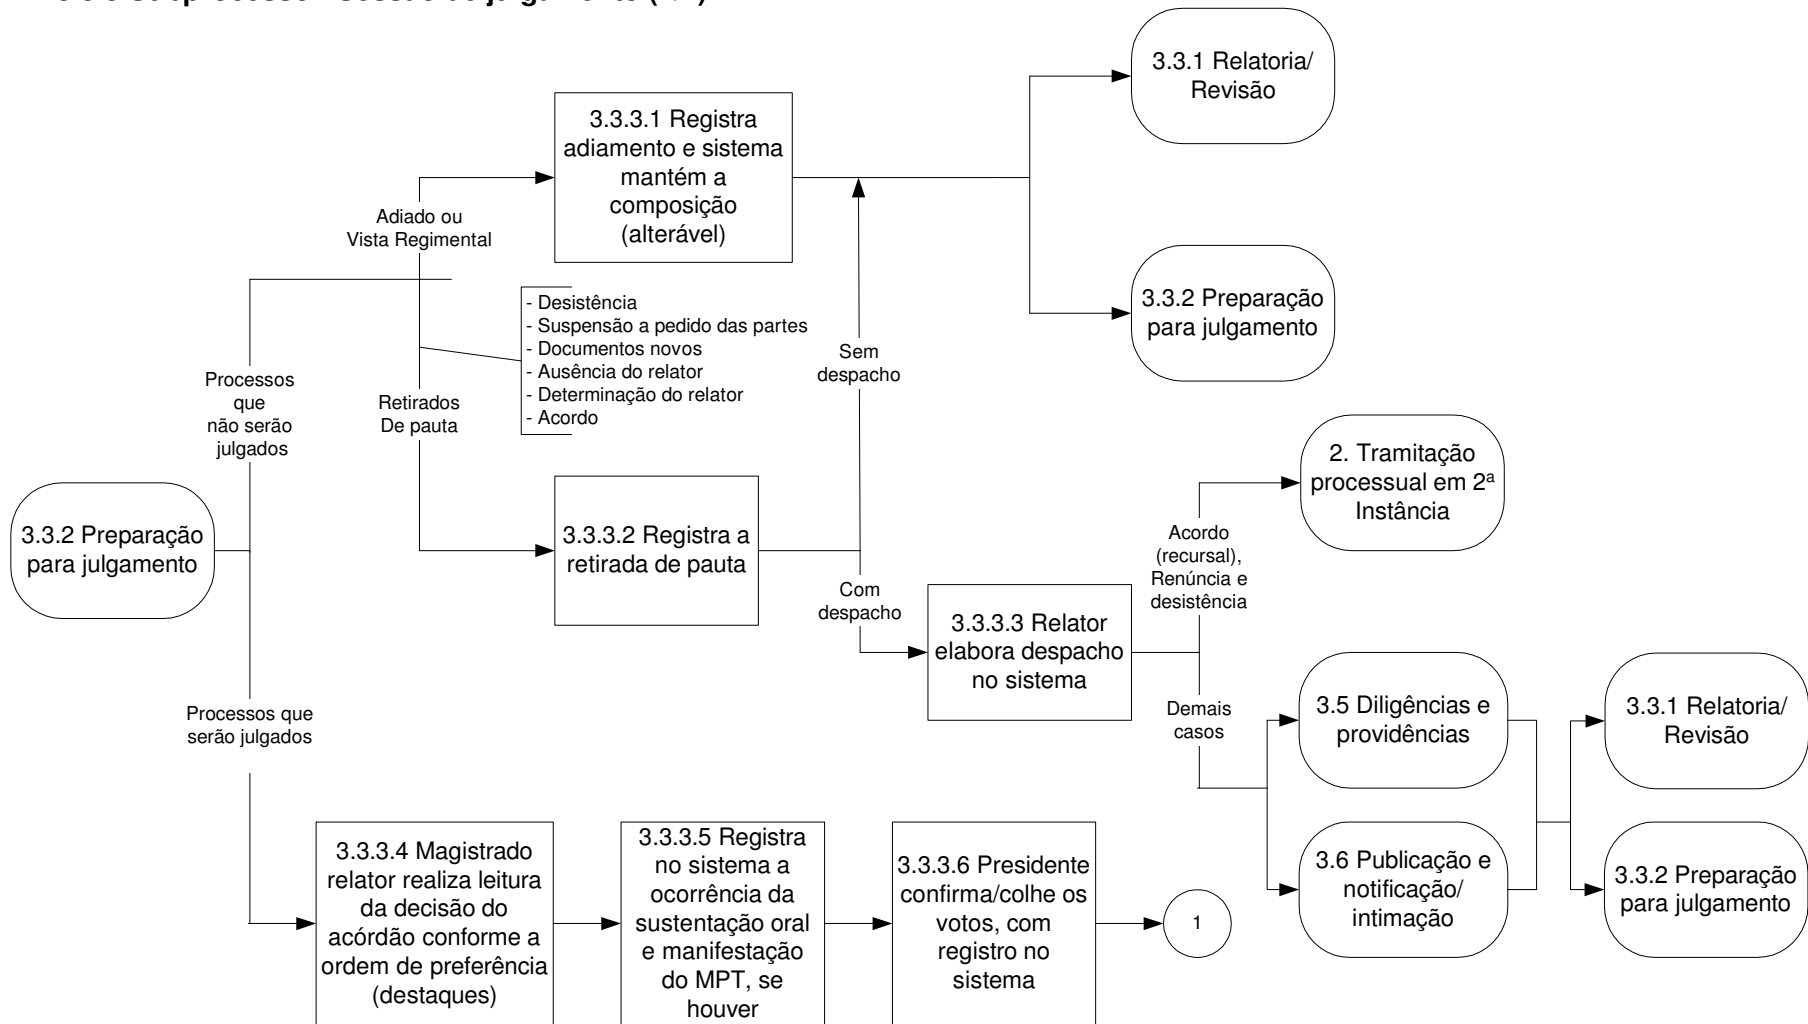 3.3.1 Relatoria/
Revisão
3.3.3.1 Registra
adiamento e sistema
mantém a
composição
(alterável)
Adiado ou
Vista Regimental
3.3.2 Preparação
para julgamento
- Desistência
- Suspensão a pedido das partes
- Documentos novos
- Ausência do relator
- Determinação do relator
- Acordo
Sem
despacho
Processos
que
não serão
julgados
Retirados
De pauta
2. Tramitação
processual em 2ª
Instância
3.3.2 Preparação
para julgamento
3.3.3.2 Registra a
retirada de pauta
Acordo
(recursal),
Renúncia e
desistência
Com
despacho
3.3.3.3 Relator
elabora despacho
no sistema
Processos que
serão julgados
Demais
casos
3.5 Diligências e
providências
3.3.1 Relatoria/
Revisão
3.3.3.4 Magistrado
relator realiza leitura
da decisão do
acórdão conforme a
ordem de preferência
(destaques)
3.3.3.5 Registra
no sistema a
ocorrência da
sustentação oral
e manifestação
do MPT, se
houver
3.3.3.6 Presidente
confirma/colhe os
votos, com
registro no
sistema
1
3.6 Publicação e
notificação/
intimação
3.3.2 Preparação
para julgamento